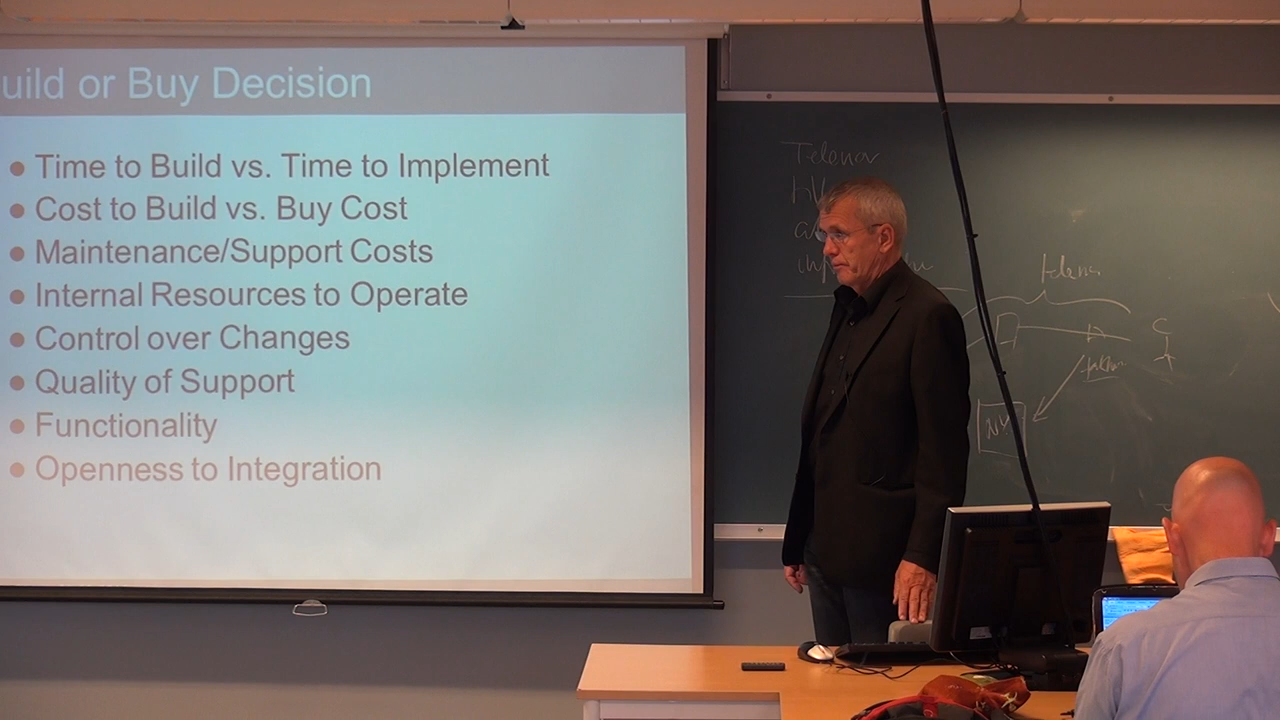 uild or Buy Decision
● Time to Build vs. Time to Implement
● Cost to Build vs. Buy Cost
● Maintenance/Support Costs
● Internal Resources to Operate
● Control over Changes
● Quality of Support
● Functionality
● Openness to Integration
Telenor
telenor
C